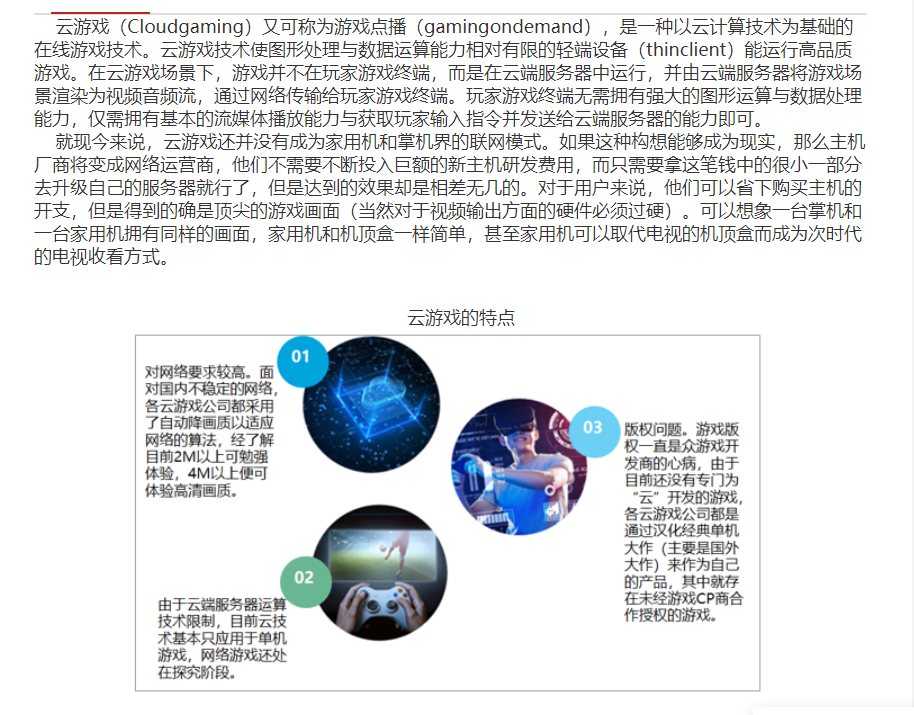 云游戏（Cloudgaming）又可称为游戏点播（gamingondemand），是一种以云计算技术为基础的
在线游戏技术。云游戏技术使图形处理与数据运算能力相对有限的轻端设备（thinclient）能运行高品质
游戏。在云游戏场景下，游戏并不在玩家游戏终端，而是在云端服务器中运行，并由云端服务器将游戏场
景渲染为视频音频流，通过网络传输给玩家游戏终端。玩家游戏终端无需拥有强大的图形运算与数据处理
能力，仅需拥有基本的流媒体播放能力与获取玩家输入指令并发送给云端服务器的能力即可。
就现今来说，云游戏还并没有成为家用机和掌机界的联网模式。如果这种构想能够成为现实，那么主机
厂商将变成网络运营商，他们不需要不断投入巨额的新主机研发费用，而只需要拿这笔钱中的很小一部分
去升级自己的服务器就行了，但是达到的效果却是相差无几的。对于用户来说，他们可以省下购买主机的
开支，但是得到的确是顶尖的游戏画面（当然对于视频输出方面的硬件必须过硬）。可以想象一台掌机和
一台家用机拥有同样的画面，家用机和机顶盒一样简单，甚至家用机可以取代电视的机顶盒而成为次时代
的电视收看方式。
云游戏的特点
01
对网络要求较高。面
对国内不稳定的网络，
各云游戏公司都采用
了自动降画质以适应
网络的算法，经了解
目前2M以上可勉强
体验，4M以上便可
体验高清画质。
02
由于云端服务器运算
技术限制，目前云技
术基本只应用于单机
游戏，网络游戏还处
在探究阶段。
03
版权问题。游戏版
权一直是众游戏开
发商的心病，由于
目前还没有专门为
“云”开发的游戏，
各云游戏公司都是
通过汉化经典单机
大作（主要是国外
大作）来作为自己
的产品，其中就存
在未经游戏CP商合
作授权的游戏。